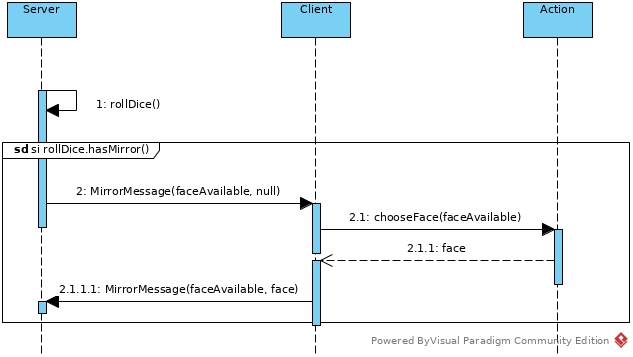 Server
Client
Action
1: rollDice()
sd si rollDice.hasMirror()
2: MirrorMessage(faceAvailable, null)
2.1: chooseFace(faceAvailable)
2.1.1: face
2.1.1.1: MirrorMessage(faceAvailable, face)
Powered ByVisual Paradigm Community Edition